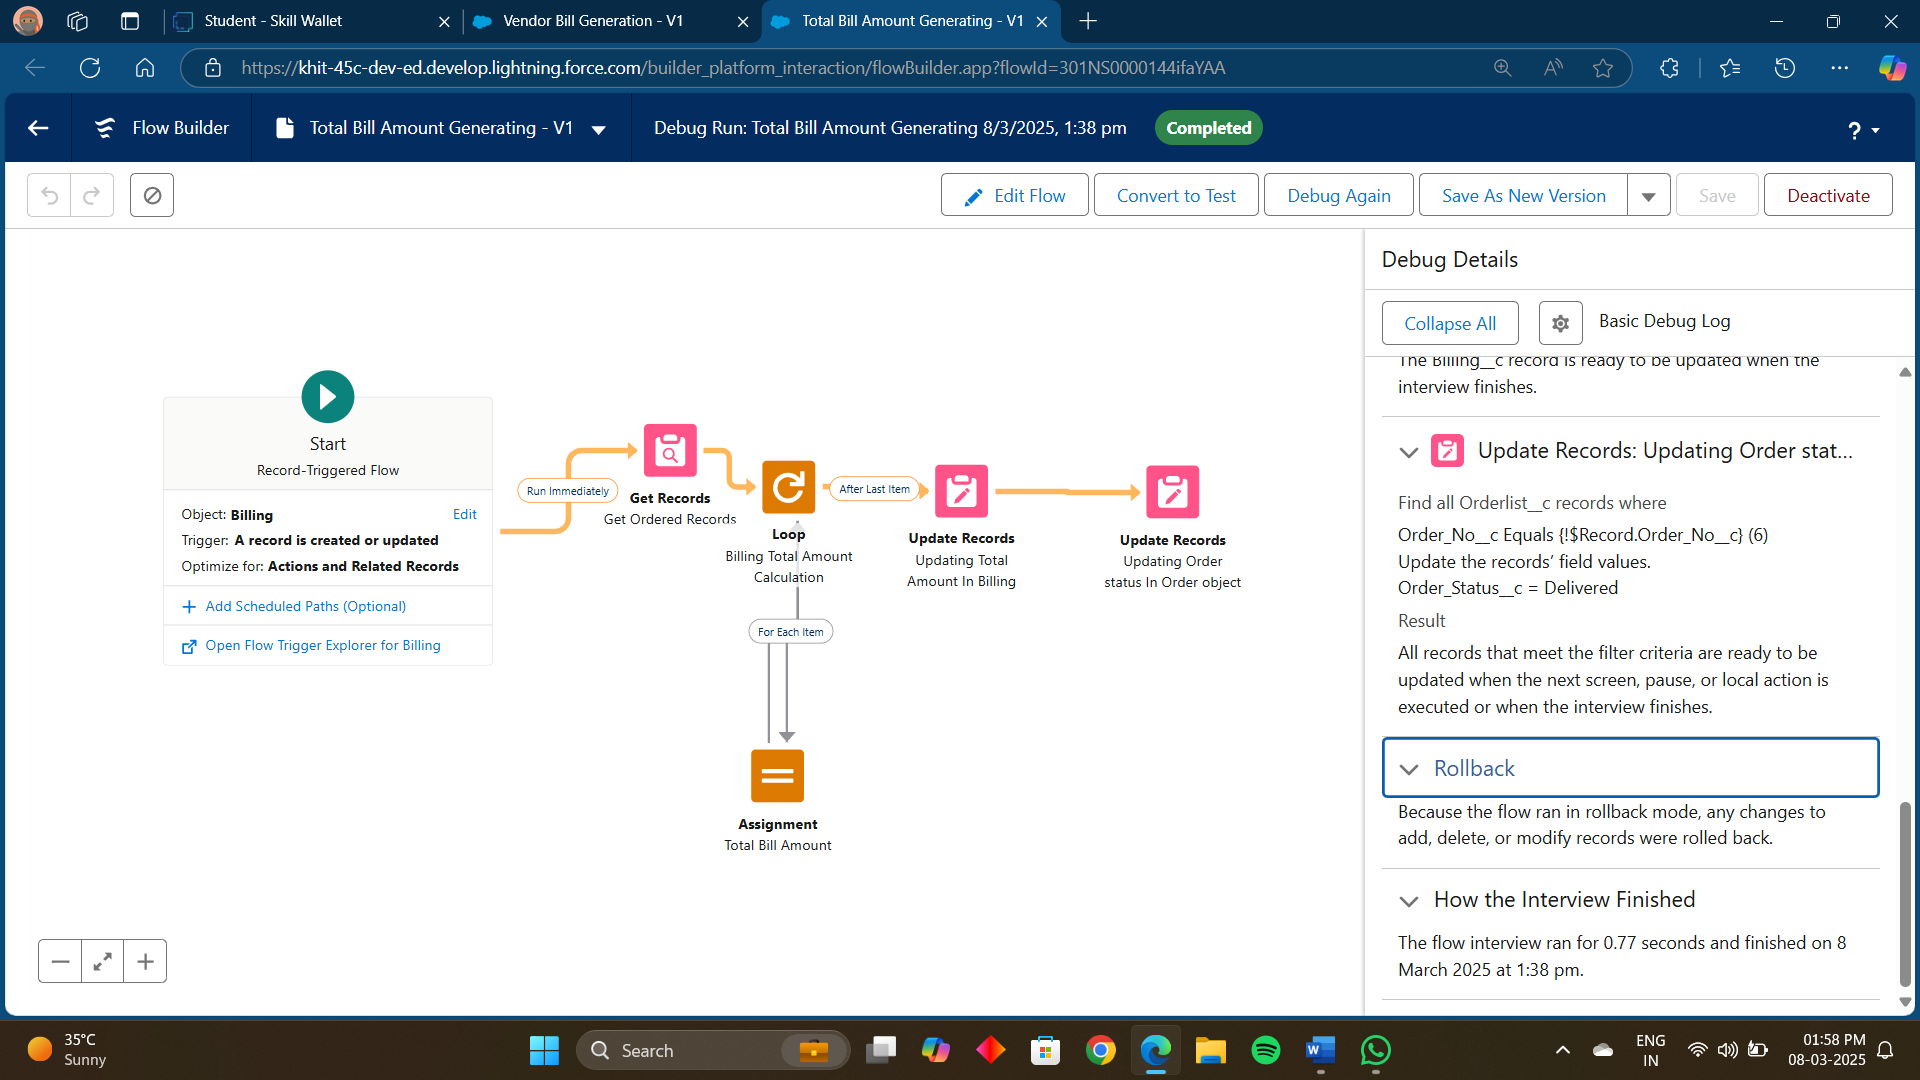 Student - Skill Wallet
Vendor Bill Generation - V1
Total Bill Amount Generating - V1
https://khit-45c-dev-ed.develop.lightning.force.com/builder_platform_interaction/flowBuilder.app?flowId=301NS0000144ifaYAA
Flow Builder
Total Bill Amount Generating - V1
Debug Run: Total Bill Amount Generating 8/3/2025, 1:38 pm
Completed
?
Edit Flow
Convert to Test
Debug Again
Save As New Version
Save
Deactivate
Start
Record-Triggered Flow
Object: Billing
Edit
Trigger: A record is created or updated
Optimize for: Actions and Related Records
Add Scheduled Paths (Optional)
Open Flow Trigger Explorer for Billing
Run Immediately
Get Records
Get Ordered Records
Loop
Billing Total Amount
Calculation
After Last Item
For Each Item
Update Records
Updating Total
Amount In Billing
Update Records
Updating Order
status In Order object
Assignment
Total Bill Amount
Debug Details
Collapse All
Basic Debug Log
The Billing__c record is ready to be updated when the
interview finishes.
Update Records: Updating Order stat...
Find all Orderlist__c records where
Order_No__c Equals {!$Record.Order_No__c} (6)
Update the records’ field values.
Order_Status__c = Delivered
Result
All records that meet the filter criteria are ready to be
updated when the next screen, pause, or local action is
executed or when the interview finishes.
Rollback
Because the flow ran in rollback mode, any changes to
add, delete, or modify records were rolled back.
How the Interview Finished
The flow interview ran for 0.77 seconds and finished on 8
March 2025 at 1:38 pm.
35°C
Sunny
Search
ENG
IN
01:58 PM
08-03-2025